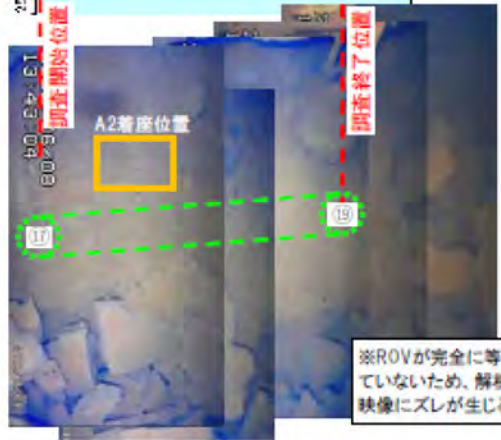 調査開始位置
調査終了位置
A2着座位置
⑰
⑲
※ROVが完全に等
ていないため、解
映像にズレが生じ